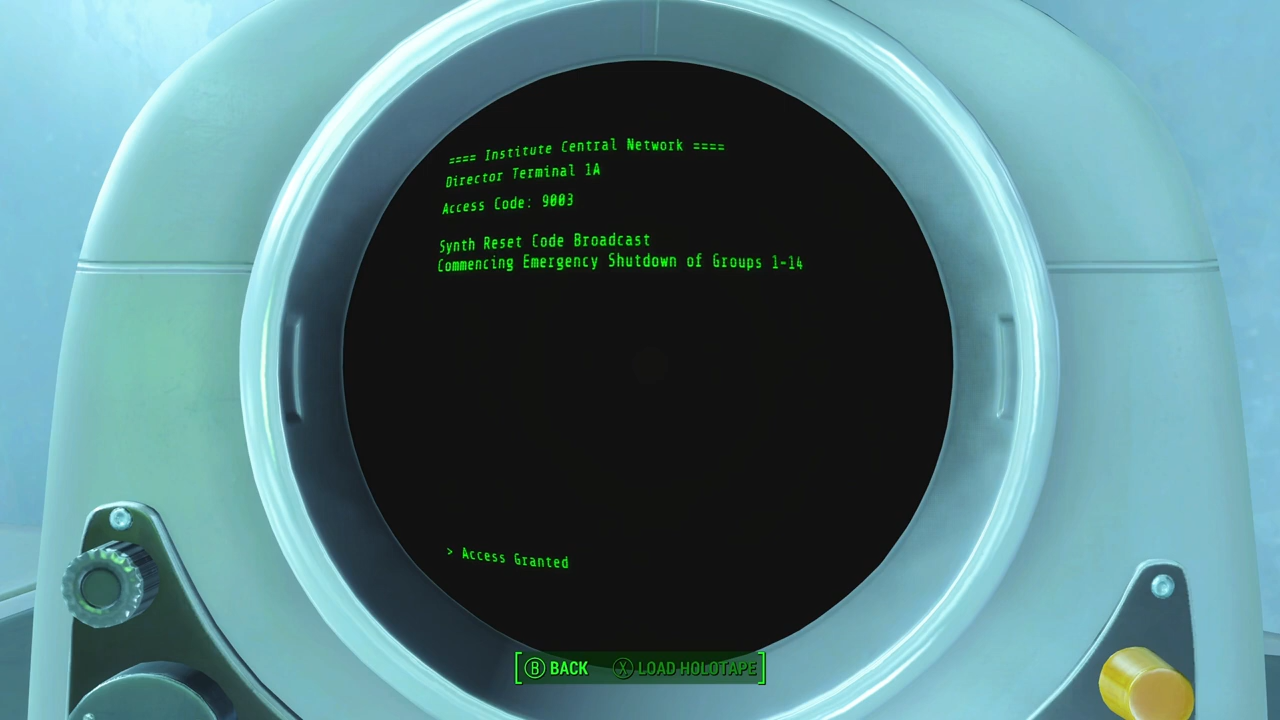 ==== Institute Central Network ====
Director Terminal 1A
Access Code: 9003
Synth Reset Code Broadcast
Commencing Emergency Shutdown of Groups 1-14
> Access Granted
B BACK X LOAD HOLOTAPE